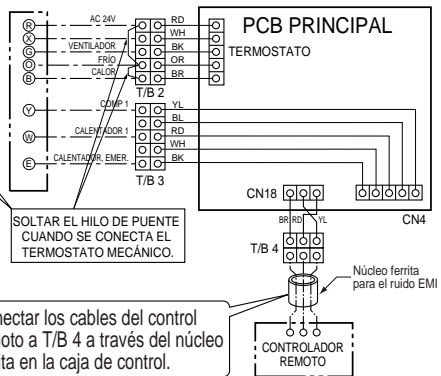 PCB PRINCIPAL
TERMOSTATO
R
AC 24V
RD
X
WH
G
VENTILADOR
BK
O
FRÍO
OR
B
CALOR
BR
T/B 2
Y
COMP 1
YL
BL
W
CALENTADOR 1
RD
WH
E
CALENTADOR, EMER.
BK
T/B 3
CN18
CN4
BR
RD
YL
T/B 4
SOLTAR EL HILO DE PUENTE
CUANDO SE CONECTA EL
TERMOSTATO MECÁNICO.
Núcleo ferrita
para el ruido EMI
nectar los cables del control
noto a T/B 4 a través del núcleo
ita en la caja de control.
CONTROLADOR
REMOTO